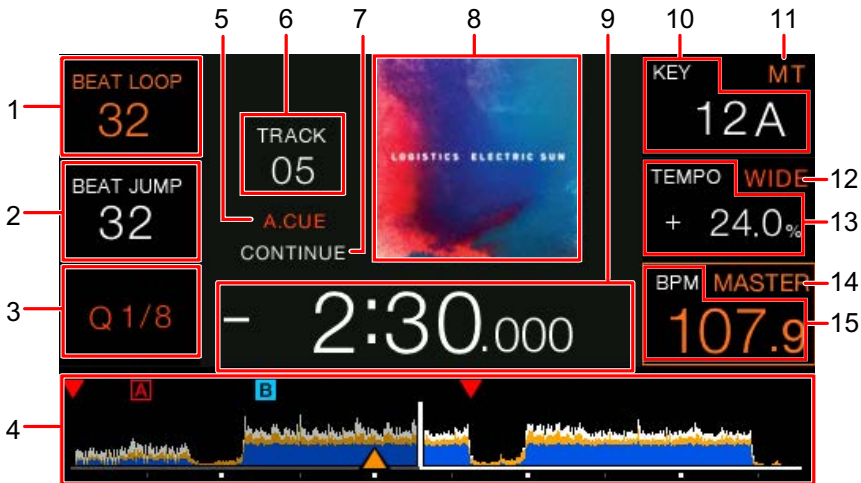 5 6 7 8 9 10 11
1 BEAT LOOP
32
2 BEAT JUMP
32
3 Q 1/8
TRACK
05
A.CUE
CONTINUE
LOGISTICS ELECTRIC SUN
KEY MT
12A
TEMPO WIDE 12
+ 24.0% 13
BPM MASTER 14
107.9 15
- 2:30.000
4 A B